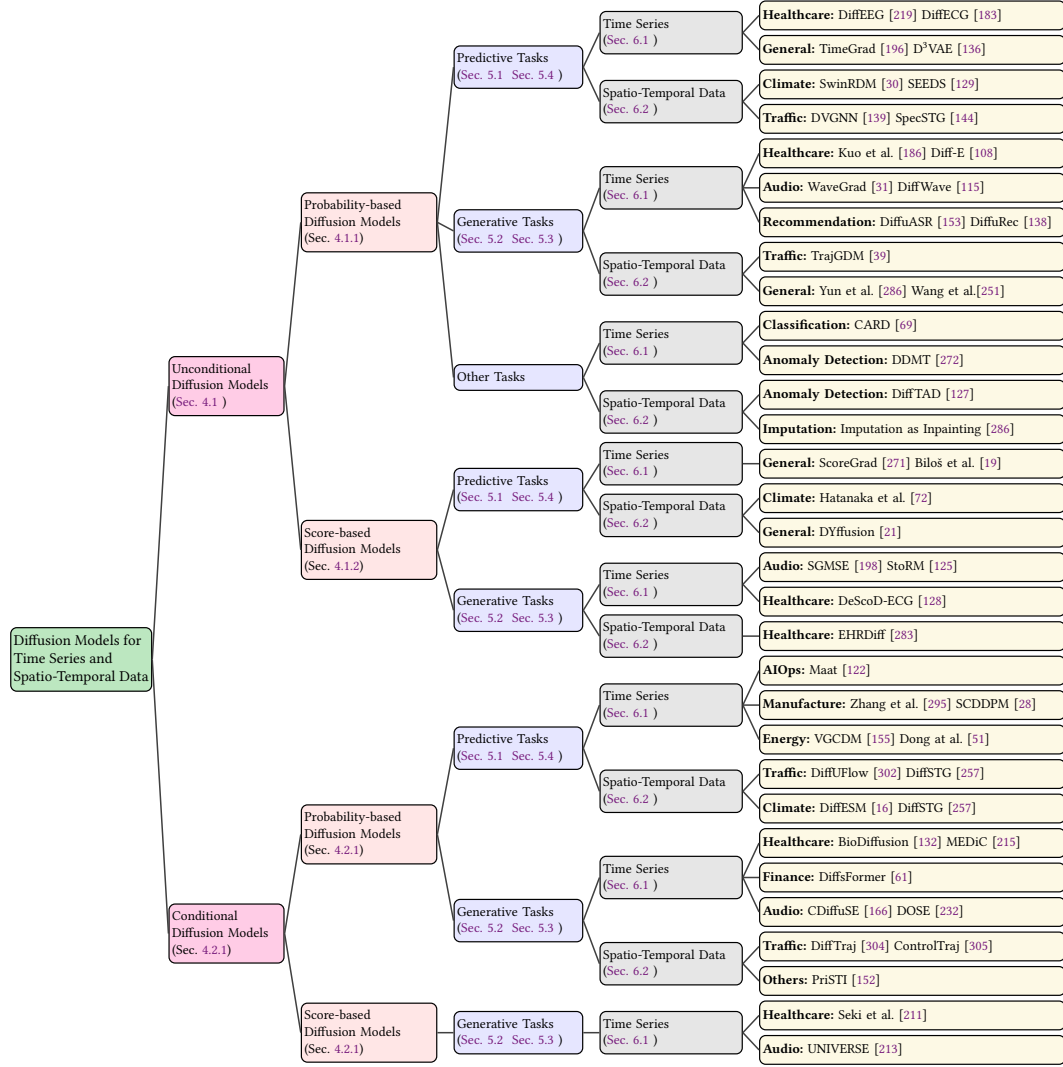 Diffusion Models for
Time Series and
Spatio-Temporal Data
Unconditional
Diffusion Models
(Sec. 4.1 )
Probability-based
Diffusion Models
(Sec. 4.1.1)
Predictive Tasks
(Sec. 5.1 Sec. 5.4 )
Time Series
(Sec. 6.1 )
Healthcare: DiffEEG [219] DiffECG [183]
General: TimeGrad [196] D³VAE [136]
Spatio-Temporal Data
(Sec. 6.2 )
Climate: SwinRDM [30] SEEDS [129]
Traffic: DVGNN [139] SpecSTG [144]
Generative Tasks
(Sec. 5.2 Sec. 5.3 )
Time Series
(Sec. 6.1 )
Healthcare: Kuo et al. [186] Diff-E [108]
Audio: WaveGrad [31] DiffWave [115]
Recommendation: DiffuASR [153] DiffuRec [138]
Spatio-Temporal Data
(Sec. 6.2 )
Traffic: TrajGDM [39]
General: Yun et al. [286] Wang et al.[251]
Other Tasks
Time Series
(Sec. 6.1 )
Classification: CARD [69]
Anomaly Detection: DDMT [272]
Spatio-Temporal Data
(Sec. 6.2 )
Anomaly Detection: DiffTAD [127]
Imputation: Imputation as Inpainting [286]
Score-based
Diffusion Models
(Sec. 4.1.2)
Predictive Tasks
(Sec. 5.1 Sec. 5.4 )
Time Series
(Sec. 6.1 )
General: ScoreGrad [271] Biloš et al. [19]
Spatio-Temporal Data
(Sec. 6.2 )
Climate: Hatanaka et al. [72]
General: DYffusion [21]
Generative Tasks
(Sec. 5.2 Sec. 5.3 )
Time Series
(Sec. 6.1 )
Audio: SGMSE [198] StoRM [125]
Healthcare: DeScoD-ECG [128]
Spatio-Temporal Data
(Sec. 6.2 )
Healthcare: EHRDiff [283]
Conditional
Diffusion Models
(Sec. 4.2.1)
Probability-based
Diffusion Models
(Sec. 4.2.1)
Predictive Tasks
(Sec. 5.1 Sec. 5.4 )
Time Series
(Sec. 6.1 )
AIOps: Maat [122]
Manufacture: Zhang et al. [295] SCDDPM [28]
Energy: VGCDM [155] Dong at al. [51]
Spatio-Temporal Data
(Sec. 6.2 )
Traffic: DiffUFlow [302] DiffSTG [257]
Climate: DiffESM [16] DiffSTG [257]
Generative Tasks
(Sec. 5.2 Sec. 5.3 )
Time Series
(Sec. 6.1 )
Healthcare: BioDiffusion [132] MEDiC [215]
Finance: DiffsFormer [61]
Audio: CDiffuSE [166] DOSE [232]
Spatio-Temporal Data
(Sec. 6.2 )
Traffic: DiffTraj [304] ControlTraj [305]
Others: PriSTI [152]
Score-based
Diffusion Models
(Sec. 4.2.1)
Generative Tasks
(Sec. 5.2 Sec. 5.3 )
Time Series
(Sec. 6.1 )
Healthcare: Seki et al. [211]
Audio: UNIVERSE [213]